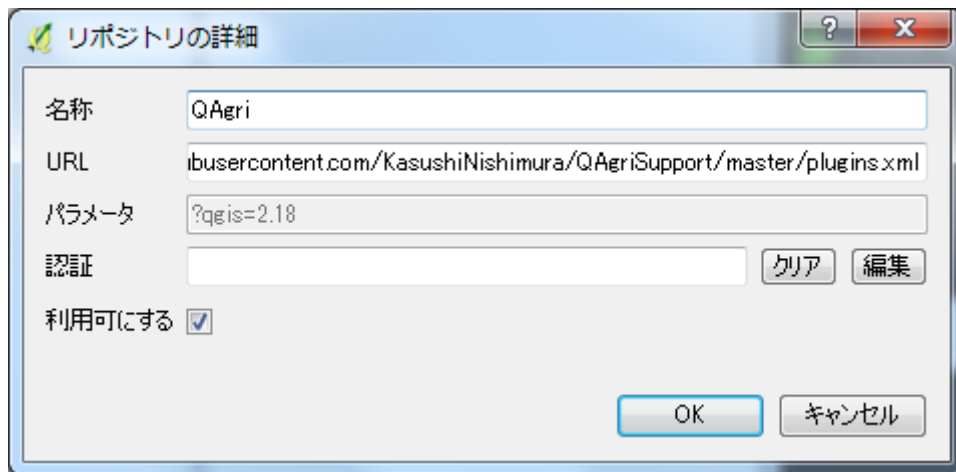 リポジトリの詳細
名称 QAgri
URL ubusercontent.com/KasushiNishimura/QAgriSupport/master/plugins.xml
パラメータ ?qgis=2.18
認証 クリア 編集
利用可にする
OK キャンセル